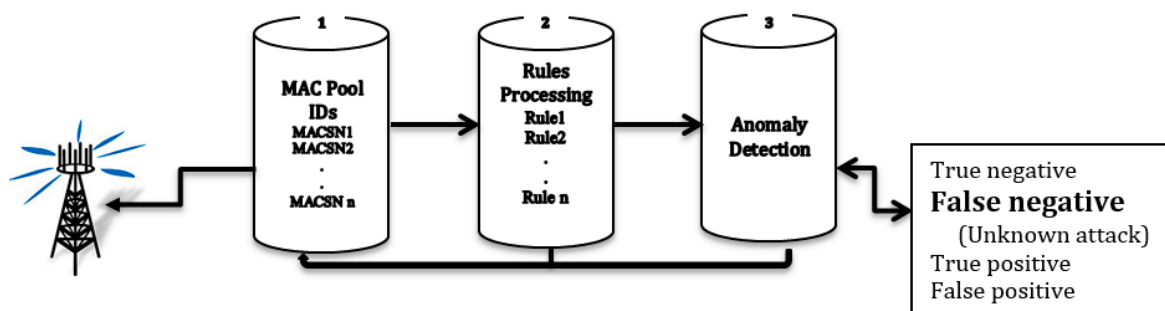 1
MAC Pool
IDs
MACSN1
MACSN2
.
.
MACSN n
2
Rules
Processing
Rule1
Rule2
.
.
Rule n
3
Anomaly
Detection
True negative
False negative
(Unknown attack)
True positive
False positive